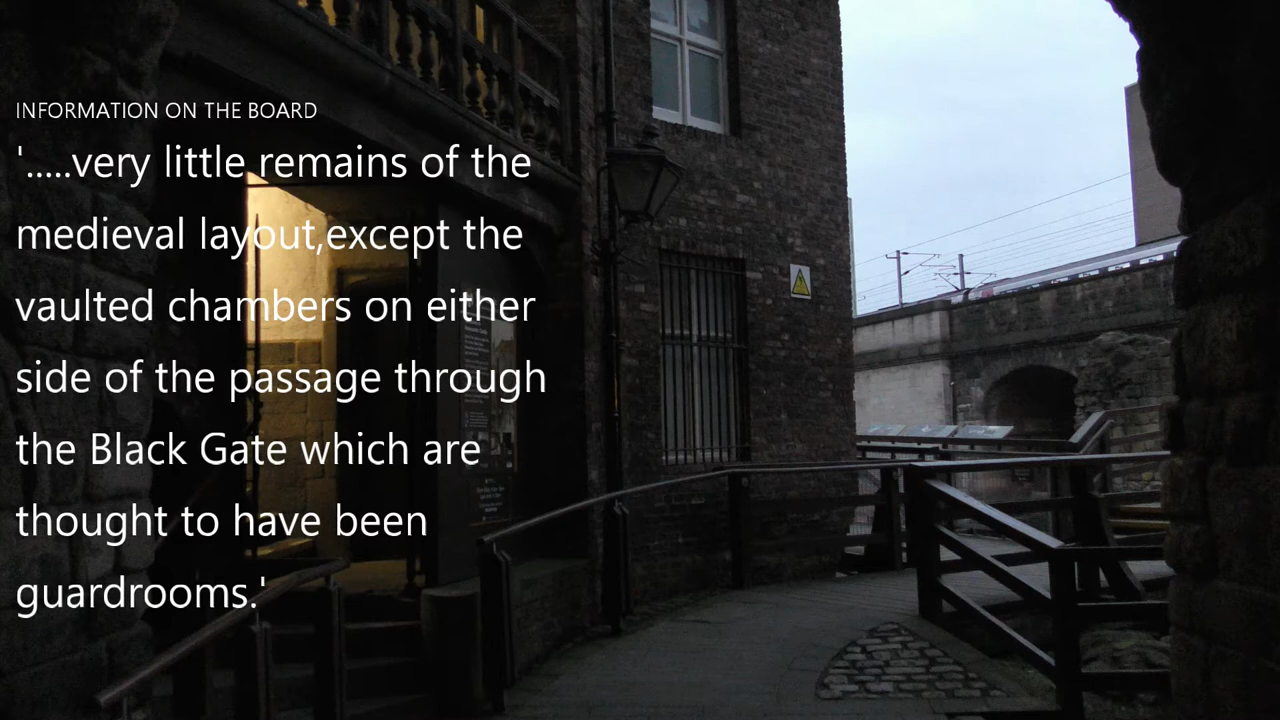 INFORMATION ON THE BOARD
'.....very little remains of the
medieval layout,except the
vaulted chambers on either
side of the passage through
the Black Gate which are
thought to have been
guardrooms.'